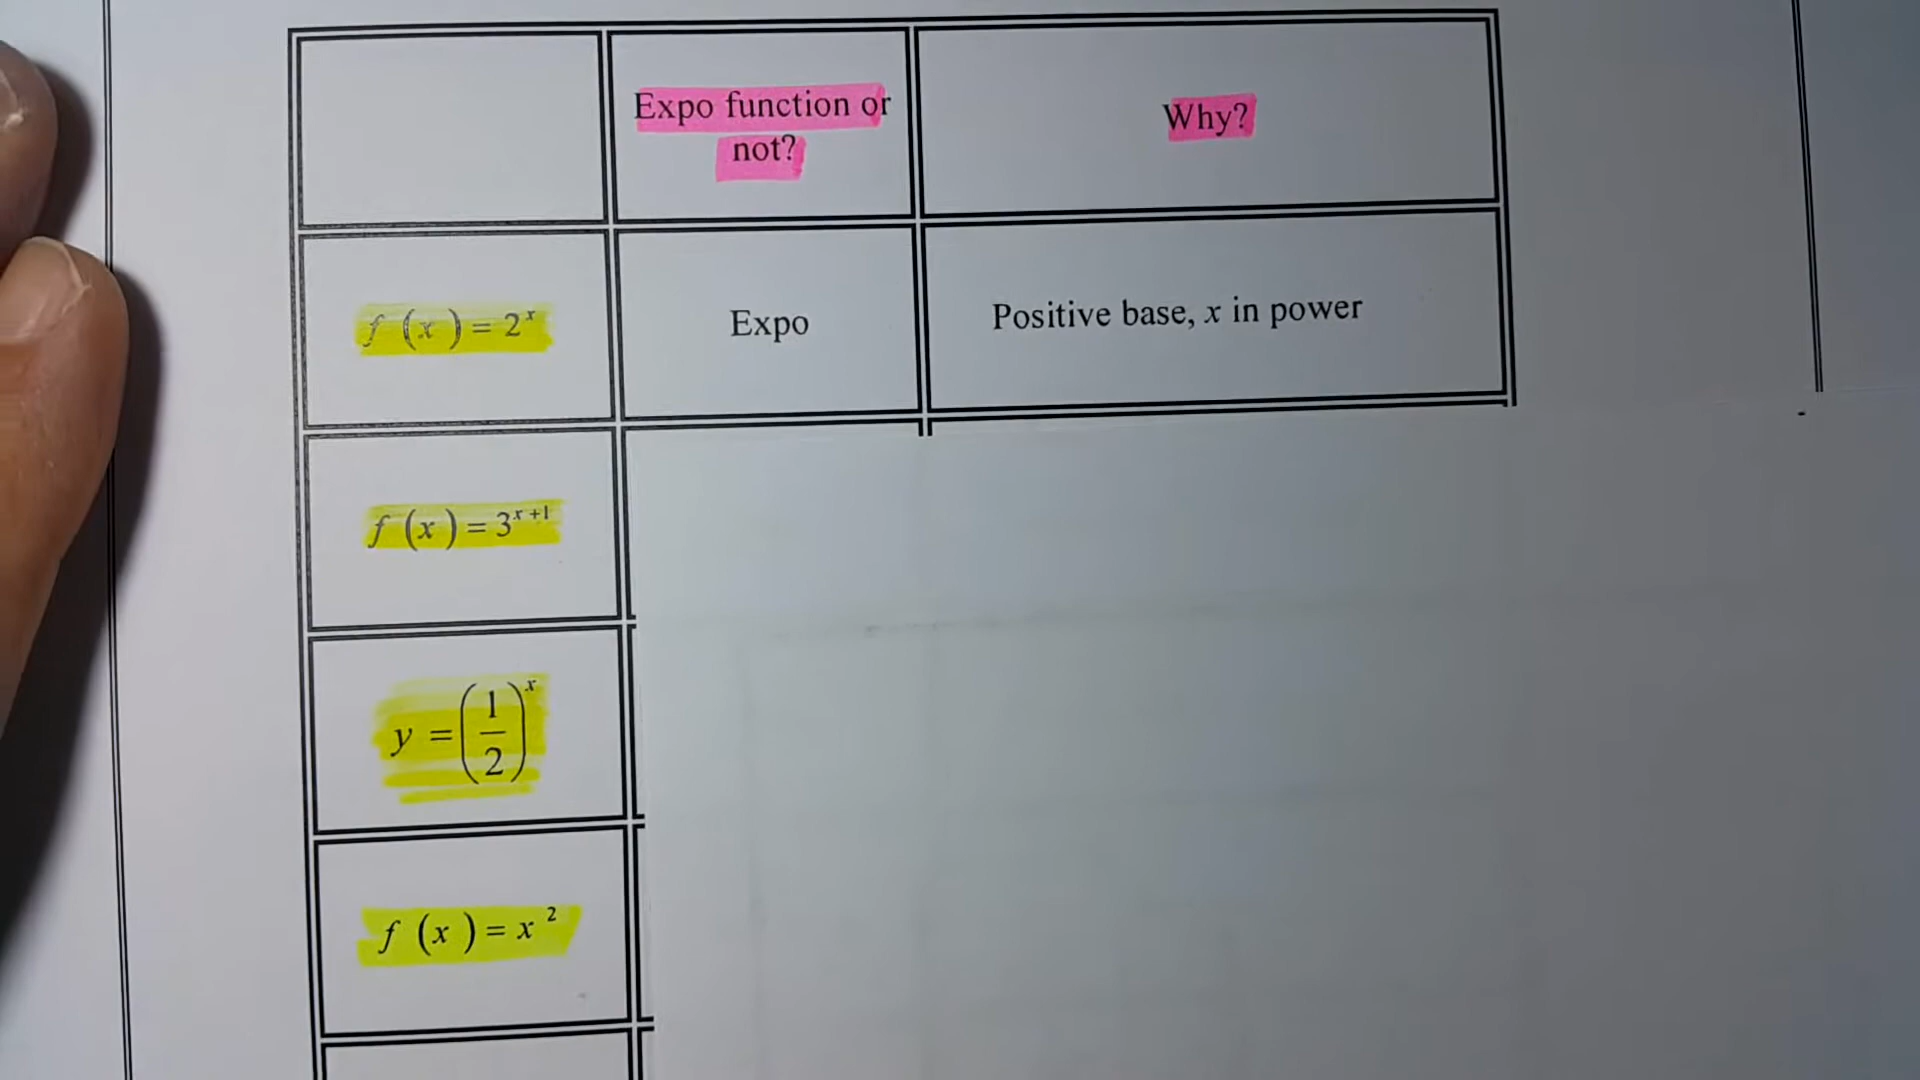 Expo function or
not?
Why?
f (x) = 2^x
Expo
Positive base, x in power
f (x) = 3^{x+1}
y = (1/2)^x
f (x) = x^2